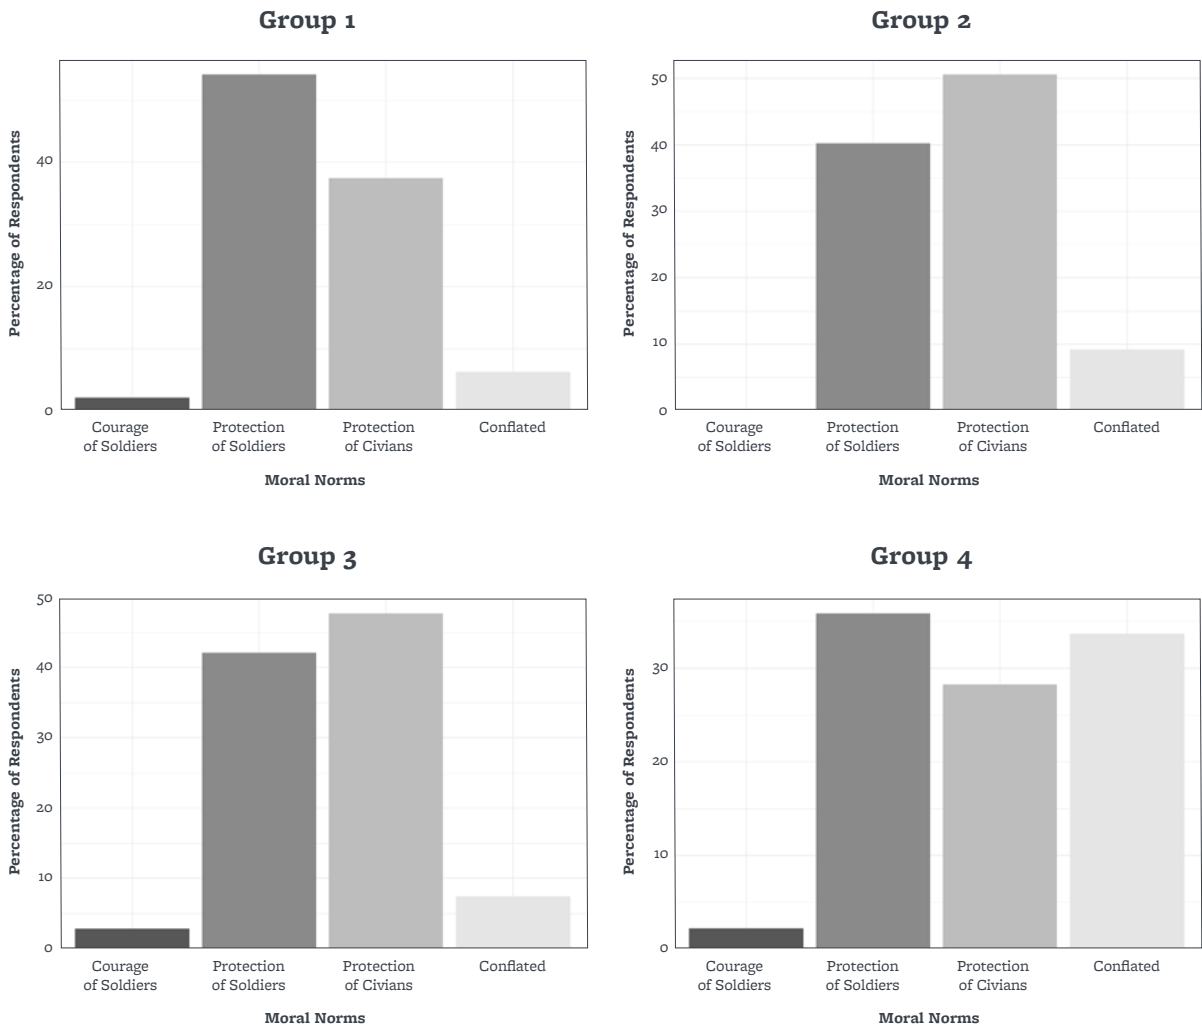 Group 1
Percentage of Respondents
40
20
0
Courage
of Soldiers
Protection
of Soldiers
Protection
of Civians
Conflated
Moral Norms
Group 2
Percentage of Respondents
50
40
30
20
10
0
Courage
of Soldiers
Protection
of Soldiers
Protection
of Civians
Conflated
Moral Norms
Group 3
Percentage of Respondents
50
40
30
20
10
0
Courage
of Soldiers
Protection
of Soldiers
Protection
of Civians
Conflated
Moral Norms
Group 4
Percentage of Respondents
30
20
10
0
Courage
of Soldiers
Protection
of Soldiers
Protection
of Civians
Conflated
Moral Norms